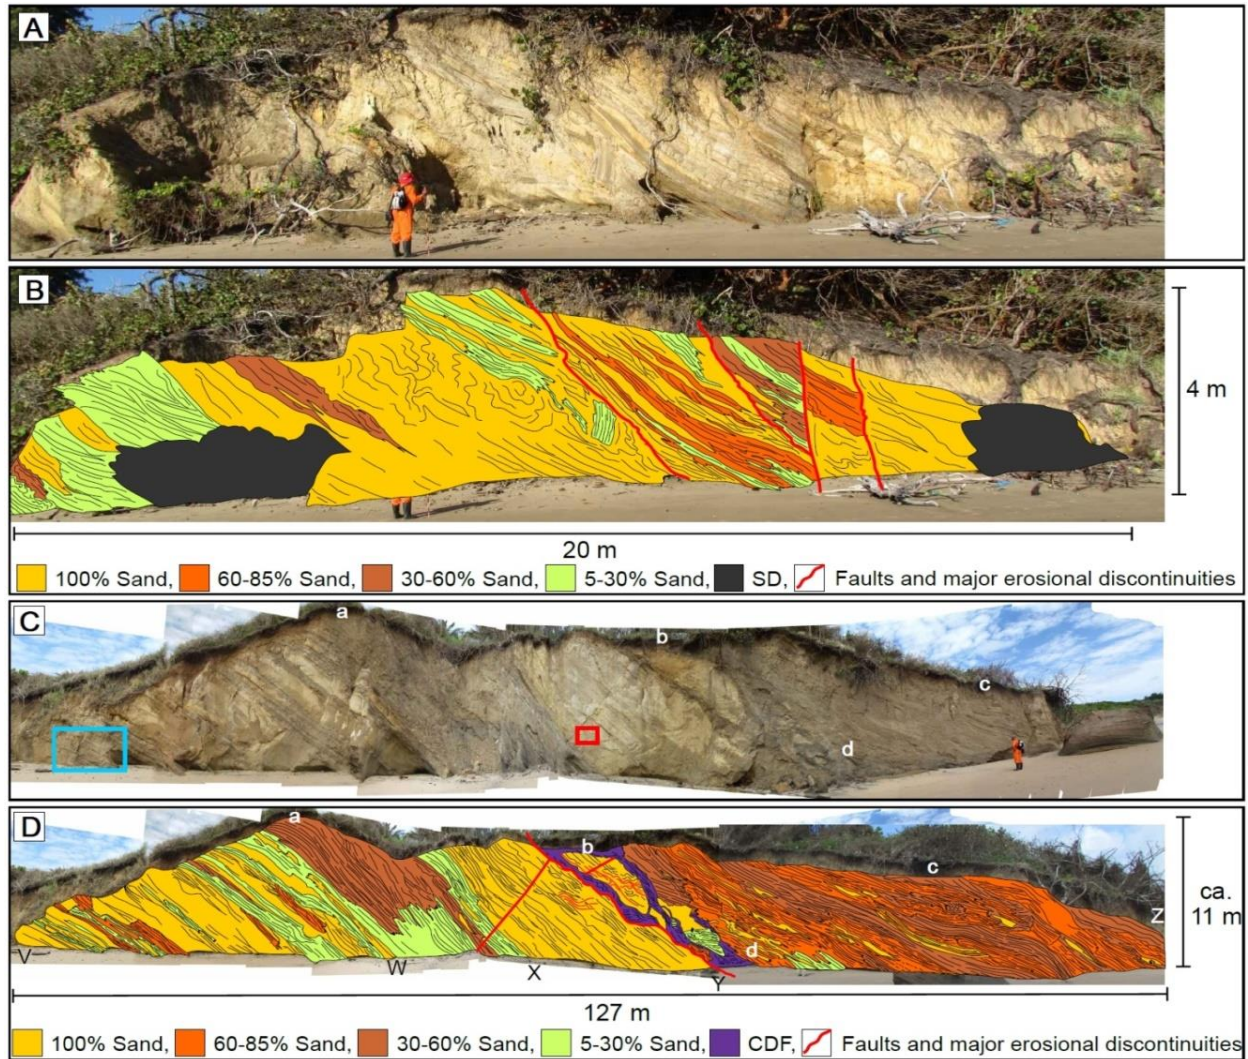 A
B
4 m
20 m
100% Sand, 60-85% Sand, 30-60% Sand, 5-30% Sand, SD, Faults and major erosional discontinuities
C
a
b
c
d
D
a
b
c
d
Z
V
W
X
Y
ca.
11 m
127 m
100% Sand, 60-85% Sand, 30-60% Sand, 5-30% Sand, CDF, Faults and major erosional discontinuities